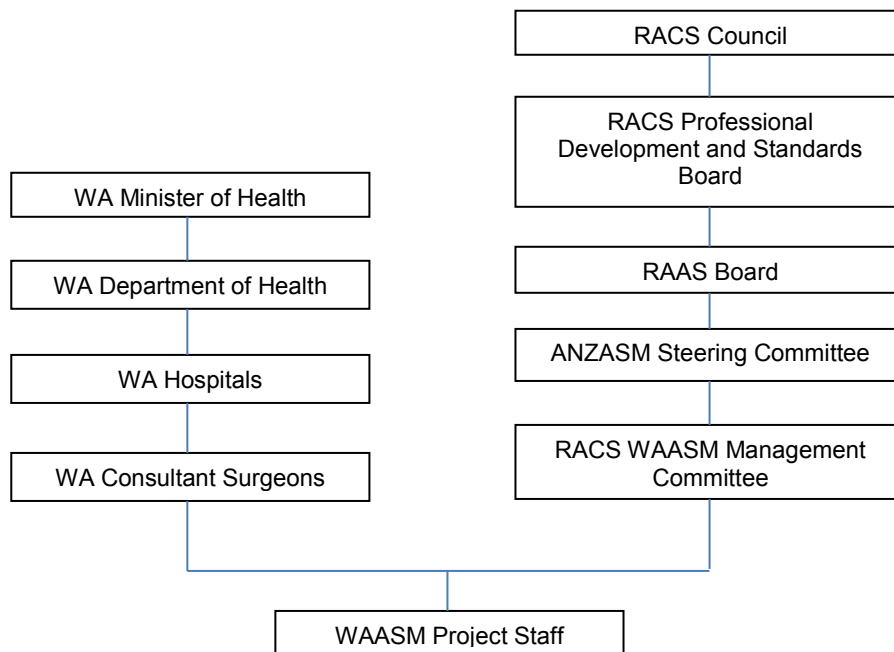 RACS Council
RACS Professional
Development and Standards
Board
WA Minister of Health
RAAS Board
WA Department of Health
ANZASM Steering Committee
WA Hospitals
RACS WAASM Management
Committee
WA Consultant Surgeons
WAASM Project Staff